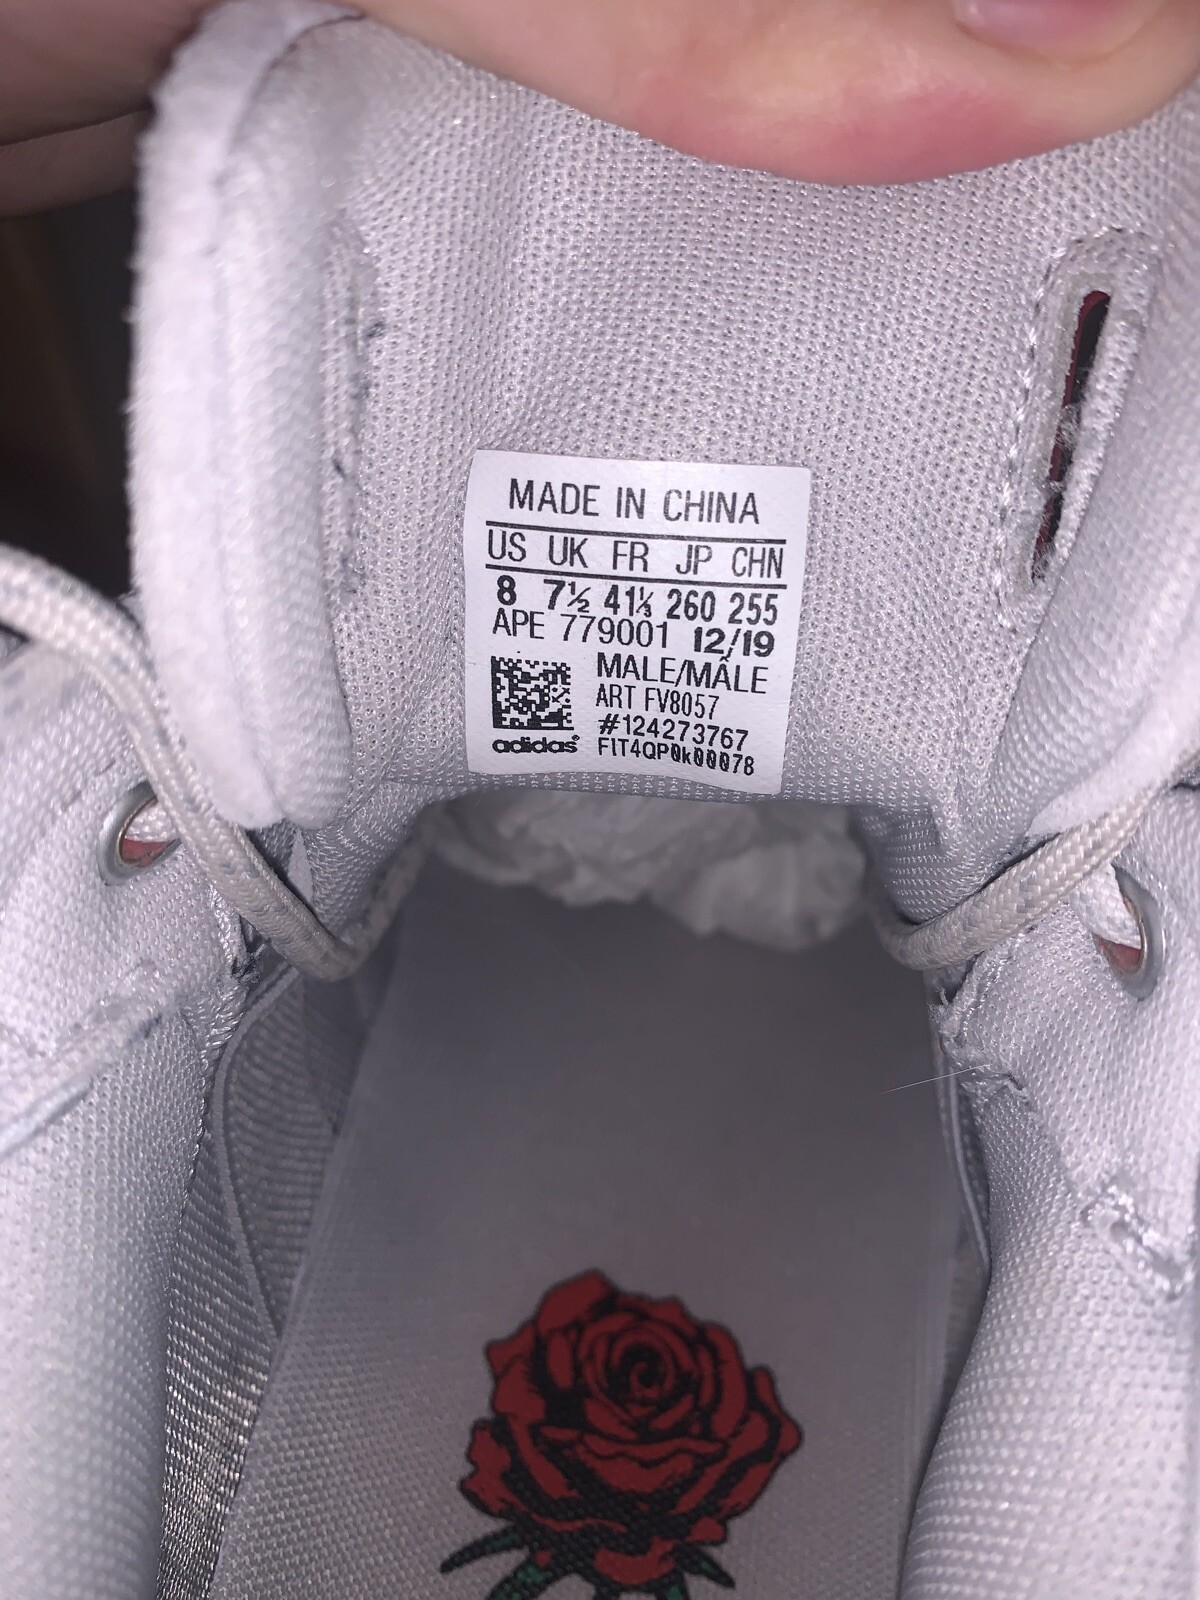 MADE IN CHINA
US UK FR JP CHN
8 7½ 41⅓ 260 255
APE 779001 12/19
MALE/MÂLE
ART FV8057
#124273767
FIT4QP0k00078
adidas